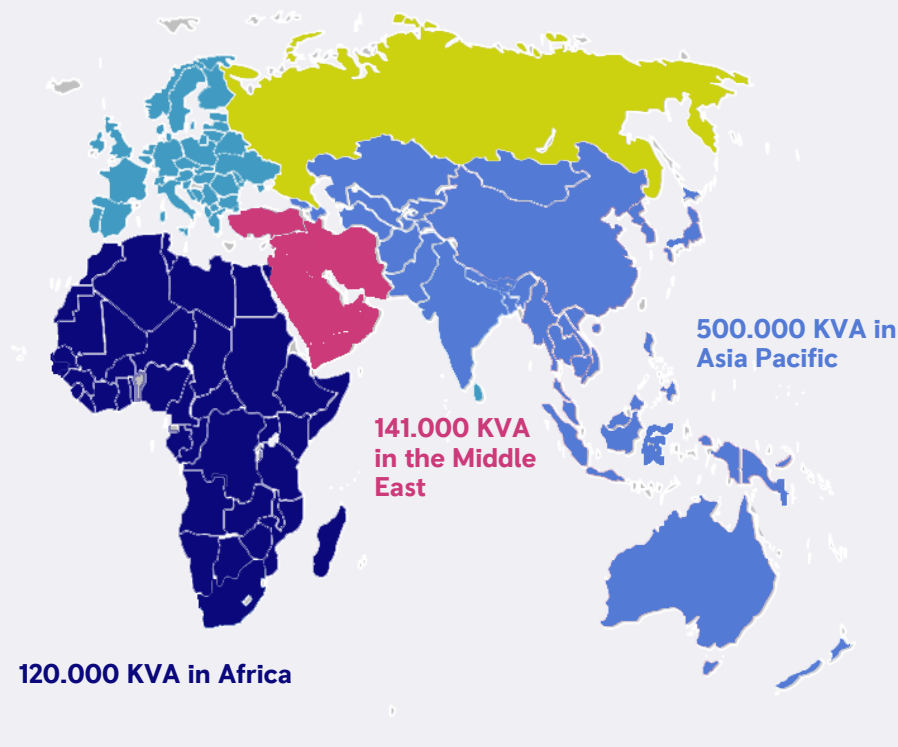 500.000 KVA in
Asia Pacific
141.000 KVA
in the Middle
East
120.000 KVA in Africa